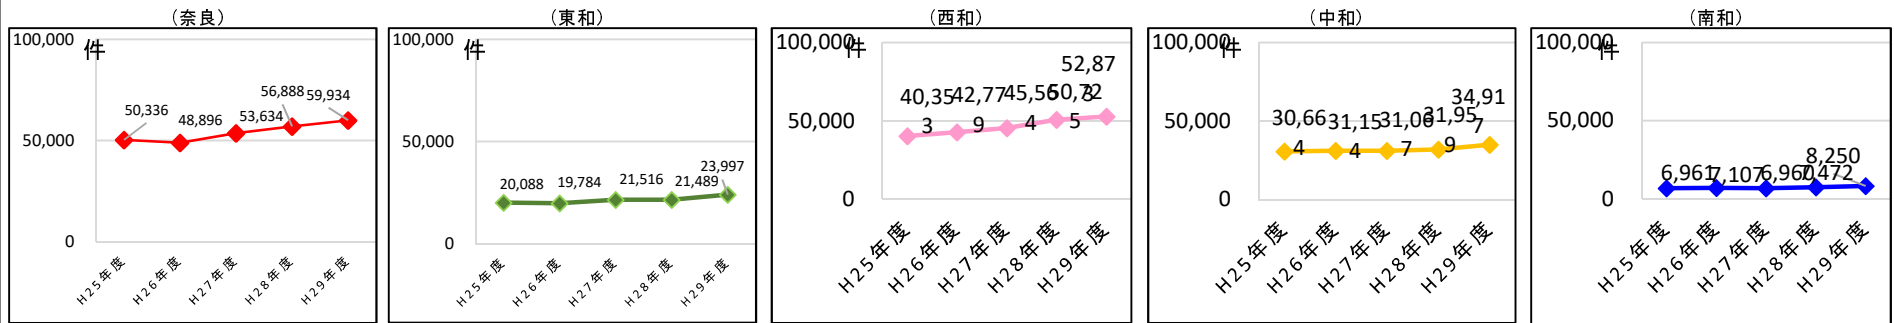 （奈良）
100,000
件
50,336
48,896
53,634
56,888
59,934
50,000
0
H25年度
H26年度
H27年度
H28年度
H29年度
（東和）
100,000
件
20,088
19,784
21,516
21,489
23,997
50,000
0
H25年度
H26年度
H27年度
H28年度
H29年度
（西和）
100,000
件
40,35
3
42,77
9
45,56
4
50,72
5
52,87
3
50,000
0
H25年度
H26年度
H27年度
H28年度
H29年度
（中和）
100,000
件
30,66
4
31,15
4
31,06
7
31,95
9
34,91
7
50,000
0
H25年度
H26年度
H27年度
H28年度
H29年度
（南和）
100,000
件
6,961
7,107
6,960
7,472
8,250
50,000
0
H25年度
H26年度
H27年度
H28年度
H29年度